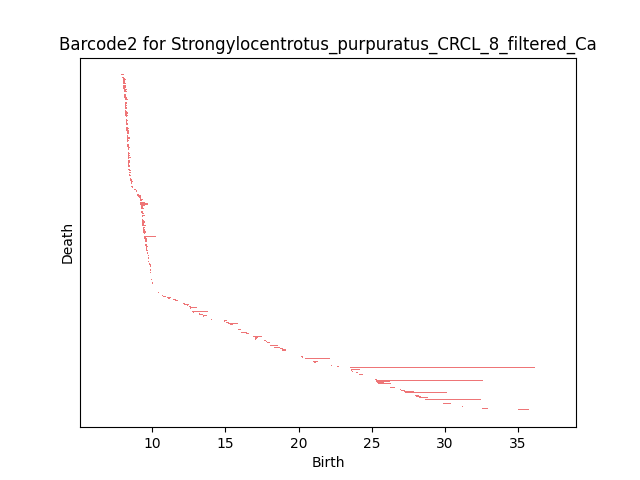 Barcode2 for Strongylocentrotus_purpuratus_CRCL_8_filtered_Ca
Death
10 15 20 25 30 35
Birth